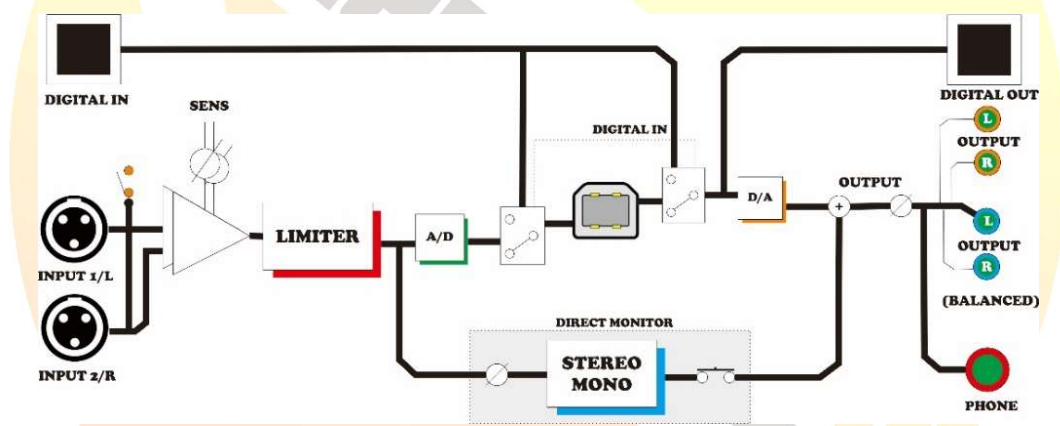 DIGITAL IN
SENS
DIGITAL IN
DIGITAL OUT
L
OUTPUT
R
INPUT 1/L
LIMITER
A/D
D/A
OUTPUT
+
L
OUTPUT
R
(BALANCED)
INPUT 2/R
DIRECT MONITOR
STEREO
MONO
PHONE